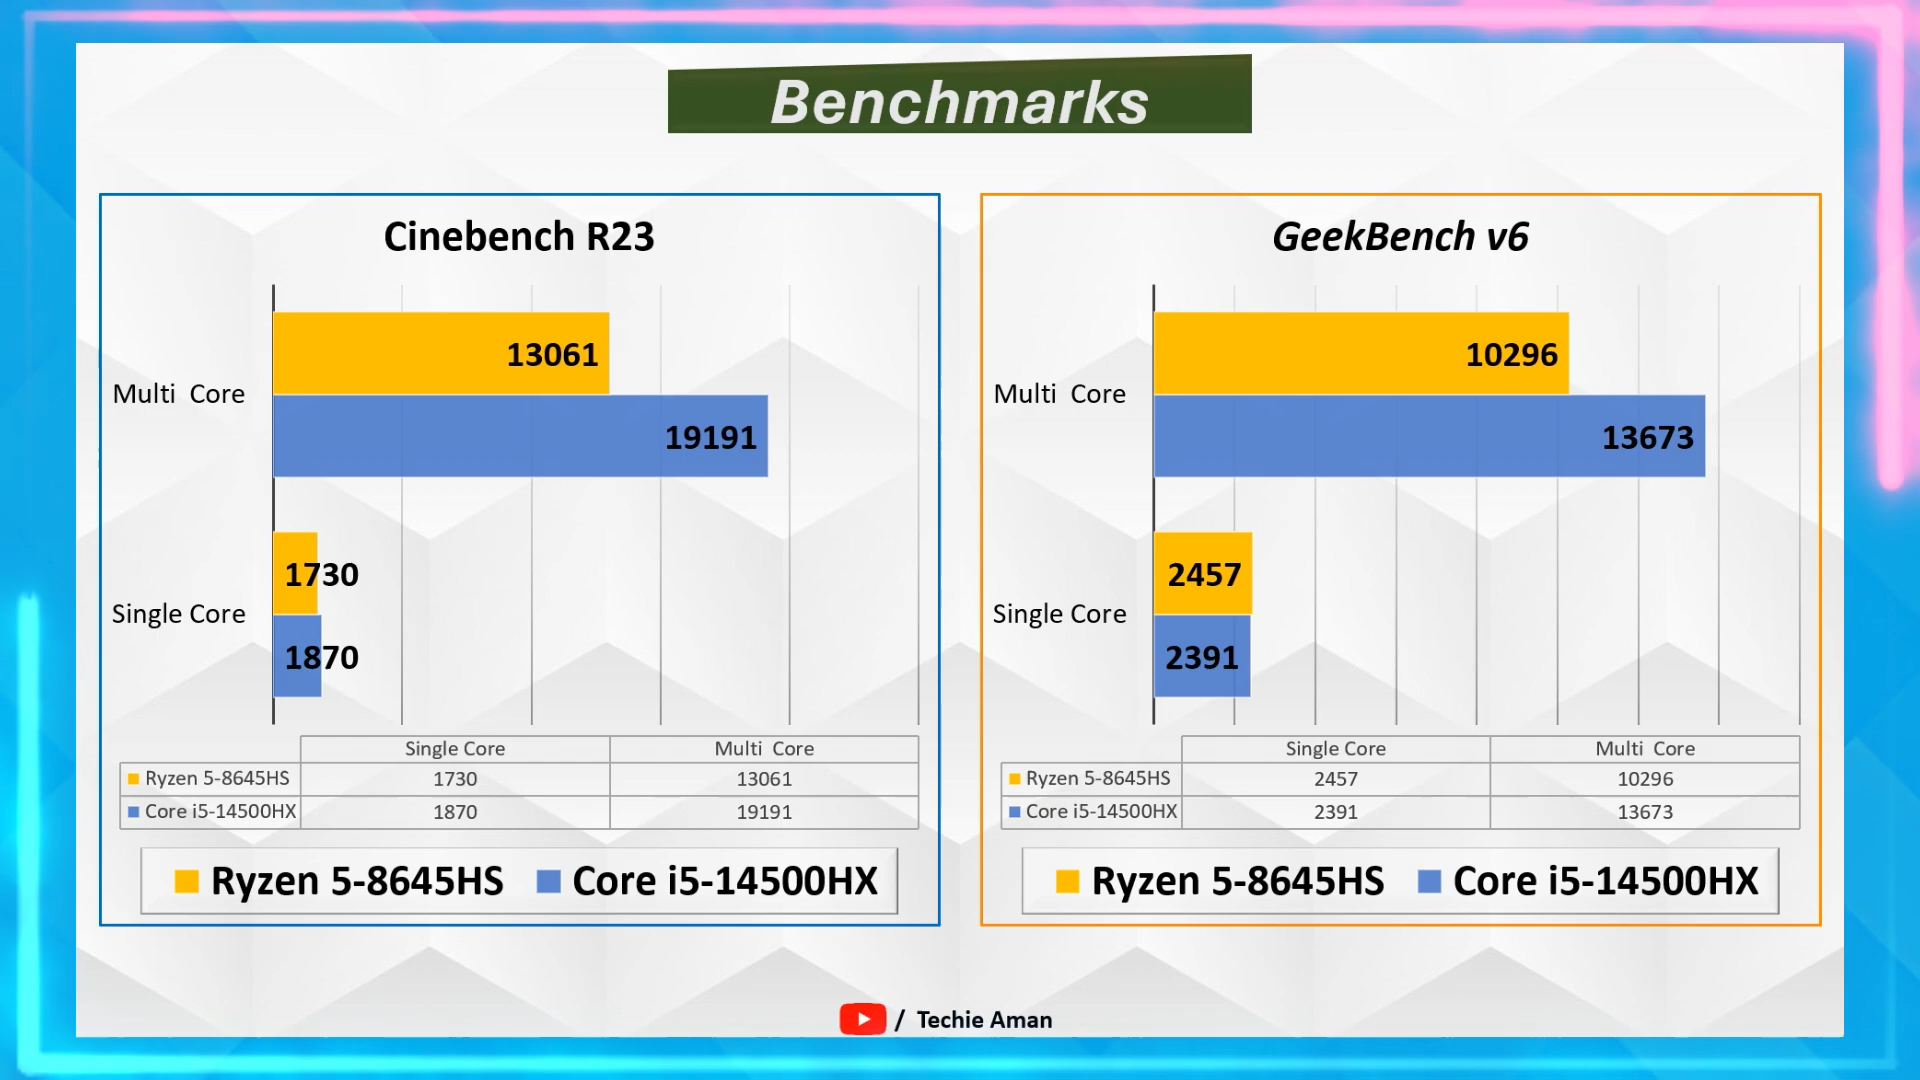 Benchmarks
Cinebench R23
Multi Core
13061
19191
Single Core
1730
1870
Single Core Multi Core
Ryzen 5-8645HS 1730 13061
Core i5-14500HX 1870 19191
Ryzen 5-8645HS Core i5-14500HX
GeekBench v6
Multi Core
10296
13673
Single Core
2457
2391
Single Core Multi Core
Ryzen 5-8645HS 2457 10296
Core i5-14500HX 2391 13673
Ryzen 5-8645HS Core i5-14500HX
/ Techie Aman